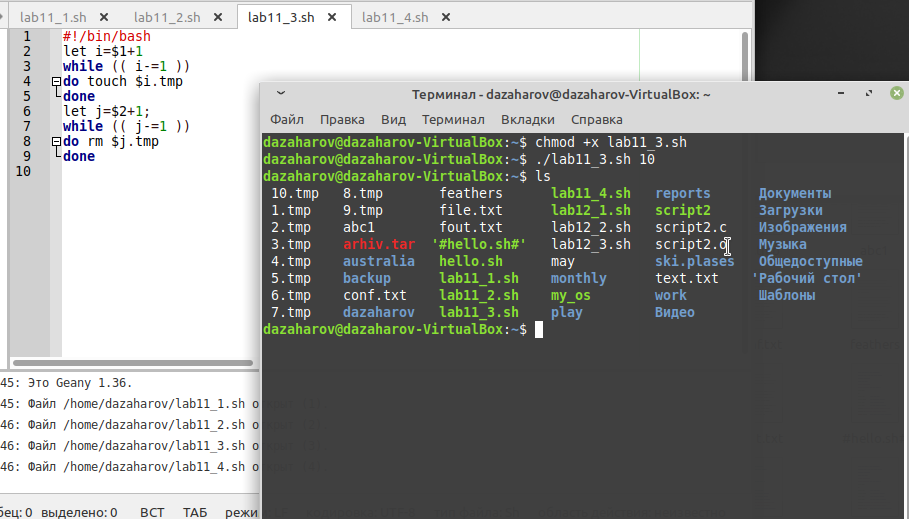 lab11_1.sh ✕ lab11_2.sh ✕ lab11_3.sh ✕ lab11_4.sh ✕
1 #!/bin/bash
2 let i=$1+1
3 while (( i-=1 ))
4 do touch $i.tmp
5 done
6 let j=$2+1;
7 while (( j-=1 ))
8 do rm $j.tmp
9 done
10
Терминал - dazaharov@dazaharov-VirtualBox: ~
Файл Правка Вид Терминал Вкладки Справка
dazaharov@dazaharov-VirtualBox:~$ chmod +x lab11_3.sh
dazaharov@dazaharov-VirtualBox:~$ ./lab11_3.sh 10
dazaharov@dazaharov-VirtualBox:~$ ls
10.tmp 8.tmp feathers lab11_4.sh reports Документы
1.tmp 9.tmp file.txt lab12_1.sh script2 Загрузки
2.tmp abc1 fout.txt lab12_2.sh script2.c Изображения
3.tmp arhiv.tar '#hello.sh#' lab12_3.sh script2.o Музыка
4.tmp australia hello.sh may ski.plases Общедоступные
5.tmp backup lab11_1.sh monthly text.txt 'Рабочий стол'
6.tmp conf.txt lab11_2.sh my_os work Шаблоны
7.tmp dazaharov lab11_3.sh play Видео
dazaharov@dazaharov-VirtualBox:~$
45: Это Geany 1.36.
45: Файл /home/dazaharov/lab11_1.sh
46: Файл /home/dazaharov/lab11_2.sh
46: Файл /home/dazaharov/lab11_3.sh
46: Файл /home/dazaharov/lab11_4.sh
бец: 0 выделено: 0 ВСТ ТАБ режи